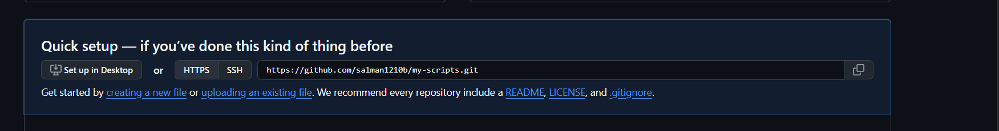 Quick setup — if you’ve done this kind of thing before
Set up in Desktop or HTTPS SSH https://github.com/salman1210b/my-scripts.git
Get started by creating a new file or uploading an existing file. We recommend every repository include a README, LICENSE, and .gitignore.